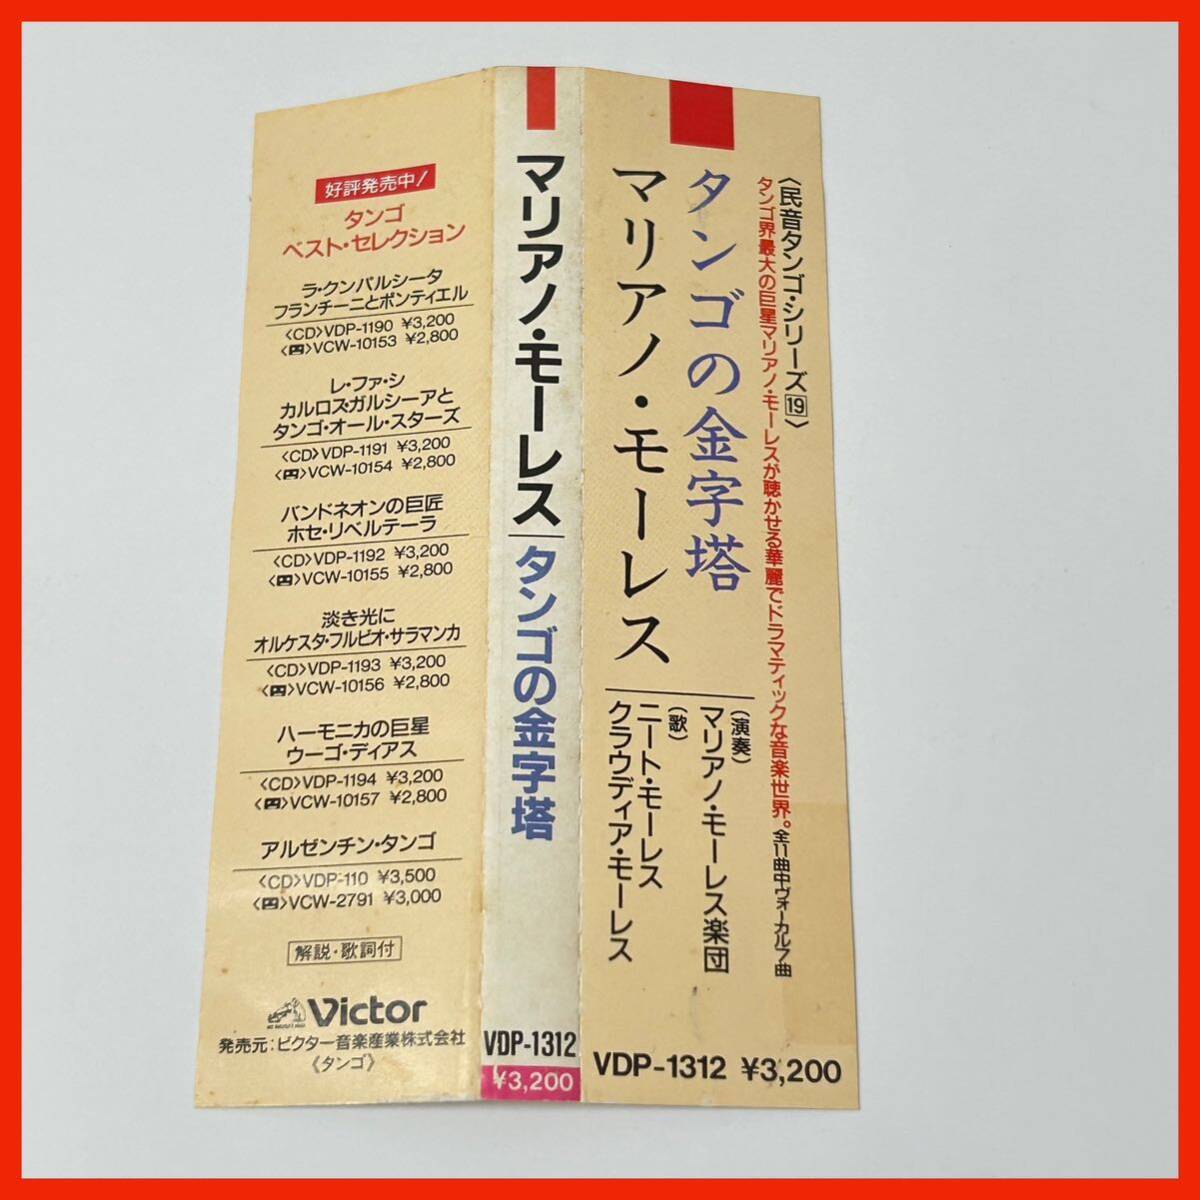 〈民音タンゴ・シリーズ19〉
タンゴ界最大の巨星マリアノ・モーレスが聴かせる華麗でドラマティックな音楽世界。全11曲中ヴォーカル7曲
タンゴの金字塔
マリアノ・モーレス
(演奏)
マリアノ・モーレス楽団
(歌)
ニート・モーレス
クラウディア・モーレス
VDP-1312 ¥3,200
マリアノ・モーレス|タンゴの金字塔
VDP-1312
¥3,200
好評発売中!
タンゴ
ベスト・セレクション
ラ・クンパルシータ
フランチーニとポンティエル
〈CD〉VDP-1190 ¥3,200
〈📼〉VCW-10153 ¥2,800
レ・ファ・シ
カルロス・ガルシーアと
タンゴ・オール・スターズ
〈CD〉VDP-1191 ¥3,200
〈📼〉VCW-10154 ¥2,800
バンドネオンの巨匠
ホセ・リベルテーラ
〈CD〉VDP-1192 ¥3,200
〈📼〉VCW-10155 ¥2,800
淡き光に
オルケスタ・フルビオ・サラマンカ
〈CD〉VDP-1193 ¥3,200
〈📼〉VCW-10156 ¥2,800
ハーモニカの巨星
ウーゴ・ディアス
〈CD〉VDP-1194 ¥3,200
〈📼〉VCW-10157 ¥2,800
アルゼンチン・タンゴ
〈CD〉VDP-110 ¥3,500
〈📼〉VCW-2791 ¥3,000
解説・歌詞付
Victor
発売元:ビクター音楽産業株式会社
《タンゴ》